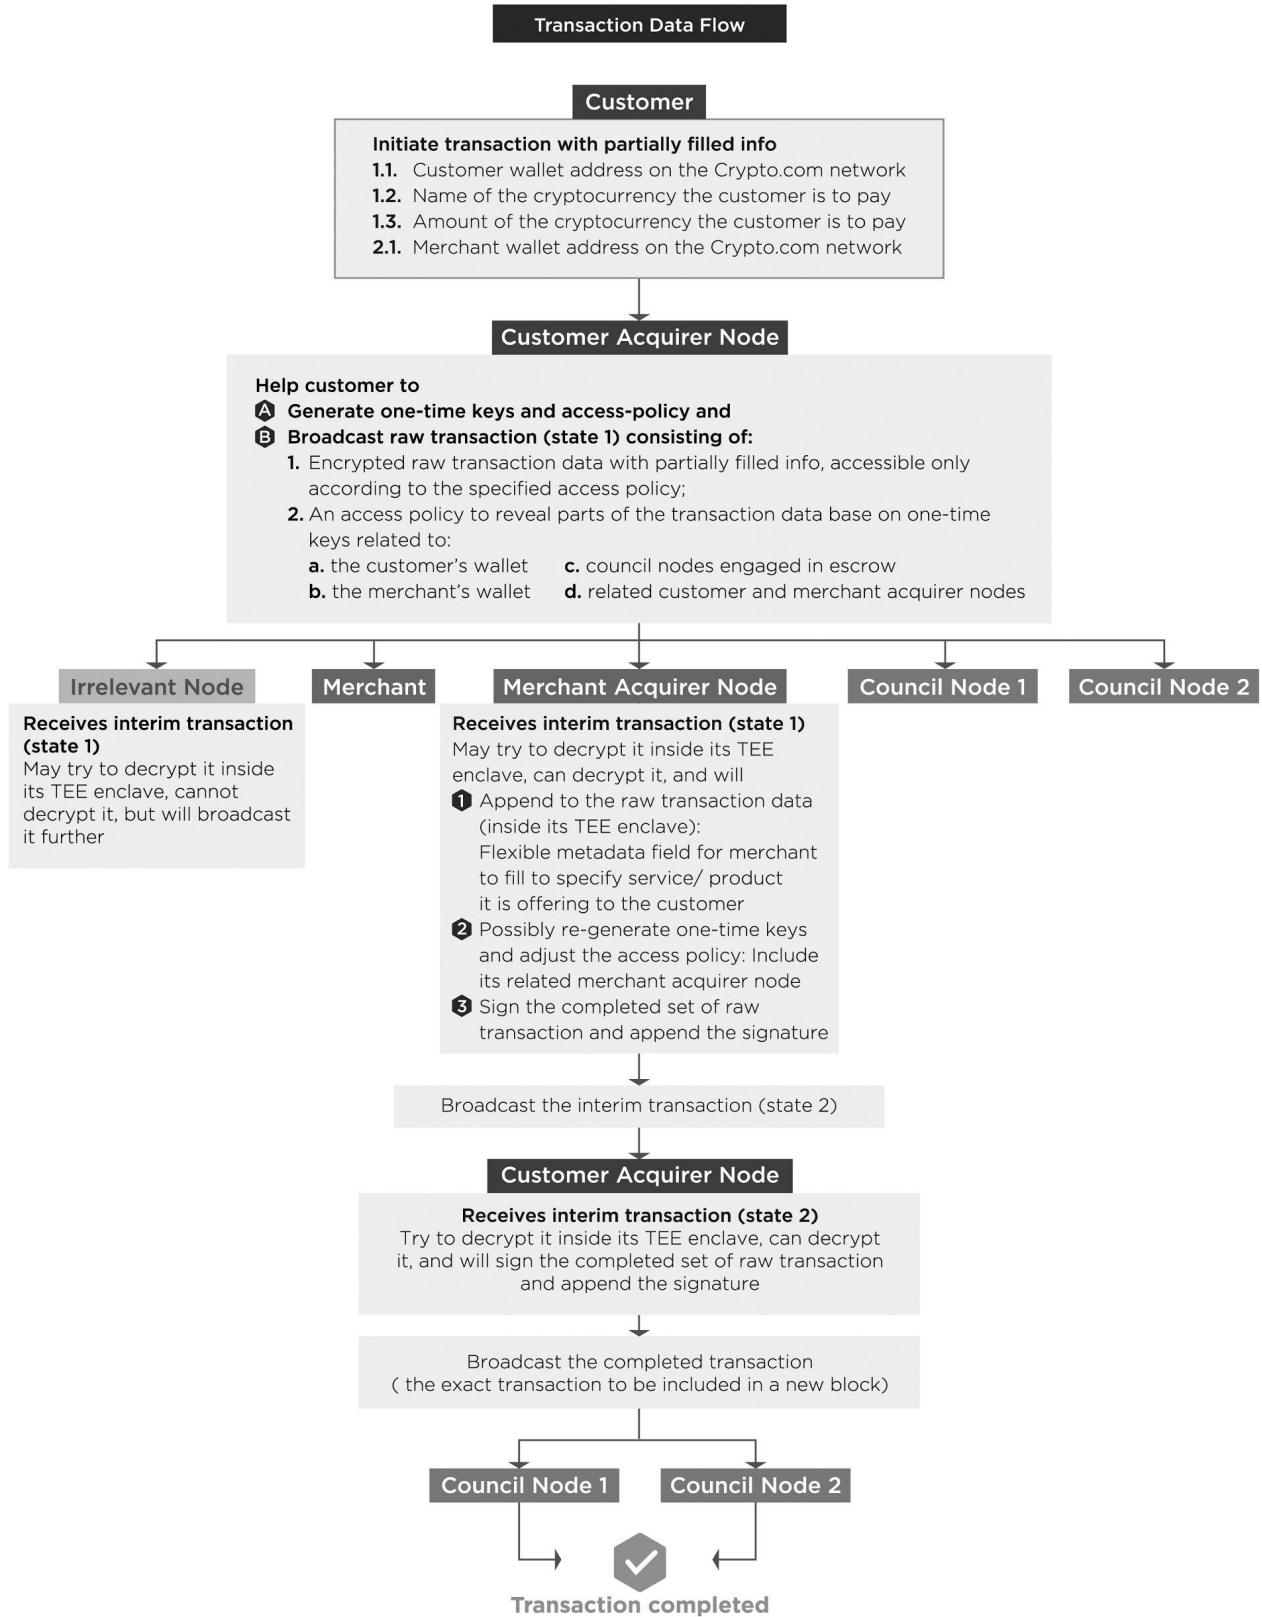 Transaction Data Flow
Customer
Initiate transaction with partially filled info
1.1. Customer wallet address on the Crypto.com network
1.2. Name of the cryptocurrency the customer is to pay
1.3. Amount of the cryptocurrency the customer is to pay
2.1. Merchant wallet address on the Crypto.com network
Customer Acquirer Node
Help customer to
A Generate one-time keys and access-policy and
B Broadcast raw transaction (state 1) consisting of:
1. Encrypted raw transaction data with partially filled info, accessible only
according to the specified access policy;
2. An access policy to reveal parts of the transaction data base on one-time
keys related to:
a. the customer's wallet c. council nodes engaged in escrow
b. the merchant's wallet d. related customer and merchant acquirer nodes
Irrelevant Node
Receives interim transaction
(state 1)
May try to decrypt it inside
its TEE enclave, cannot
decrypt it, but will broadcast
it further
Merchant
Merchant Acquirer Node
Receives interim transaction (state 1)
May try to decrypt it inside its TEE
enclave, can decrypt it, and will
1 Append to the raw transaction data
(inside its TEE enclave):
Flexible metadata field for merchant
to fill to specify service/ product
it is offering to the customer
2 Possibly re-generate one-time keys
and adjust the access policy: Include
its related merchant acquirer node
3 Sign the completed set of raw
transaction and append the signature
Council Node 1
Council Node 2
Broadcast the interim transaction (state 2)
Customer Acquirer Node
Receives interim transaction (state 2)
Try to decrypt it inside its TEE enclave, can decrypt
it, and will sign the completed set of raw transaction
and append the signature
Broadcast the completed transaction
( the exact transaction to be included in a new block)
Council Node 1
Council Node 2
Transaction completed